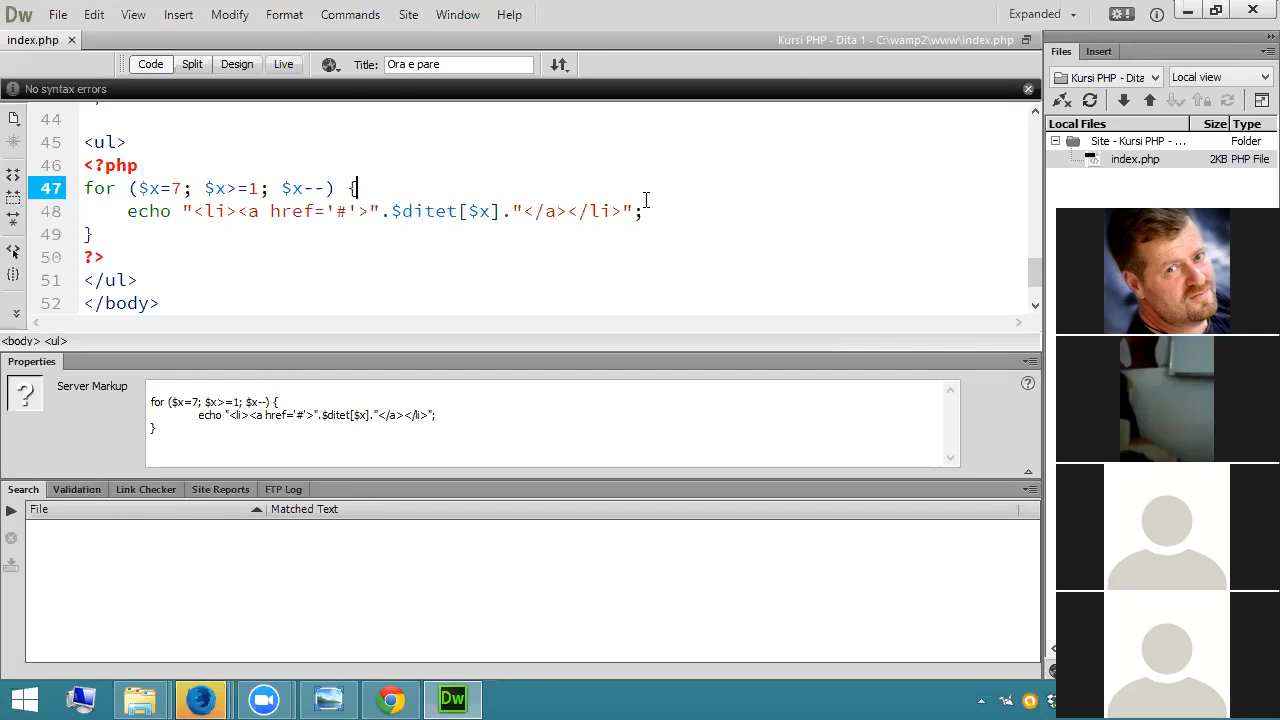 Dw File Edit View Insert Modify Format Commands Site Window Help Expanded
index.php Kursi PHP - Dita 1 - C:\wamp2\www\index.php
Code Split Design Live Title: Ora e pare
No syntax errors
44
45 <ul>
46 <?php
47 for ($x=7; $x>=1; $x--) {
48 echo "<li><a href='#'>".$ditet[$x]."</a></li>";
49 }
50 ?>
51 </ul>
52 </body>
<body> <ul>
Properties
Server Markup
for ($x=7; $x>=1; $x--) {
echo "<li><a href='#'>".$ditet[$x]."</a></li>";
}
Search Validation Link Checker Site Reports FTP Log
File Matched Text
Files Insert
Kursi PHP - Dita Local view
Local Files Size Type
Site - Kursi PHP - ... Folder
index.php 2KB PHP File
Dw